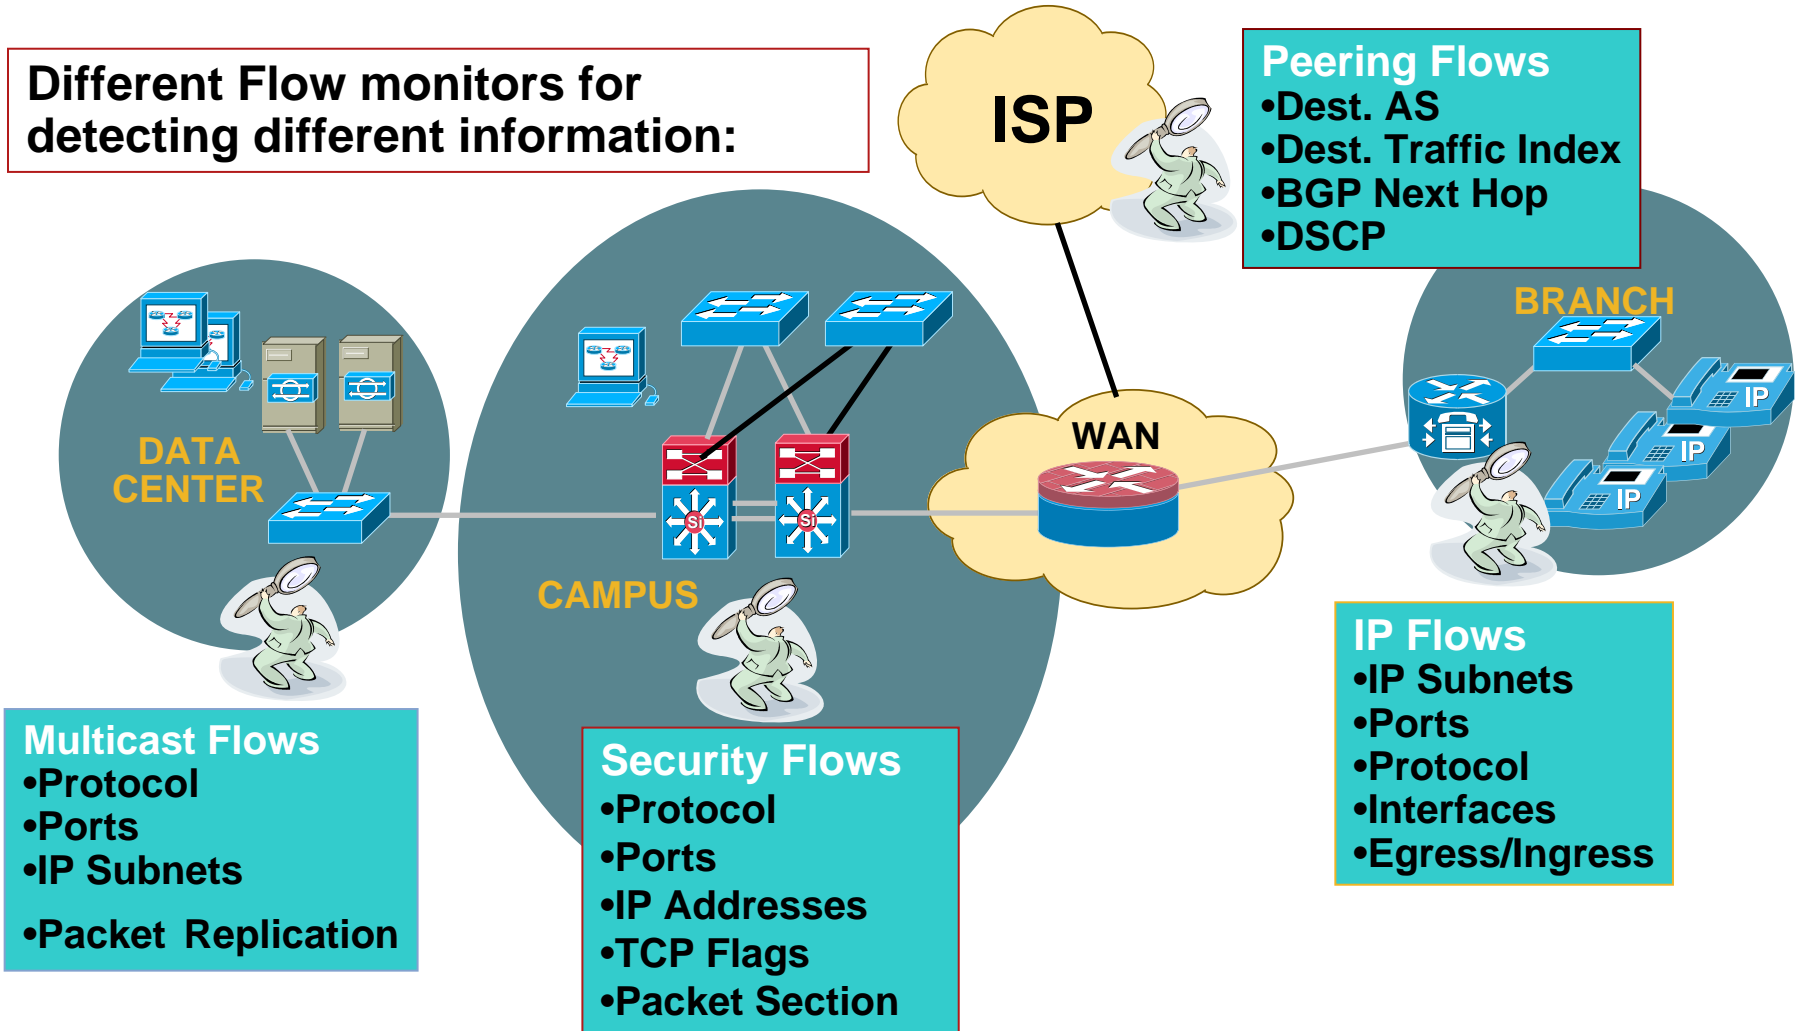 Different Flow monitors for
detecting different information:
ISP
Peering Flows
•Dest. AS
•Dest. Traffic Index
•BGP Next Hop
•DSCP
BRANCH
IP
IP
IP
DATA
CENTER
Si
Si
WAN
CAMPUS
Multicast Flows
•Protocol
•Ports
•IP Subnets
•Packet Replication
Security Flows
•Protocol
•Ports
•IP Addresses
•TCP Flags
•Packet Section
IP Flows
•IP Subnets
•Ports
•Protocol
•Interfaces
•Egress/Ingress